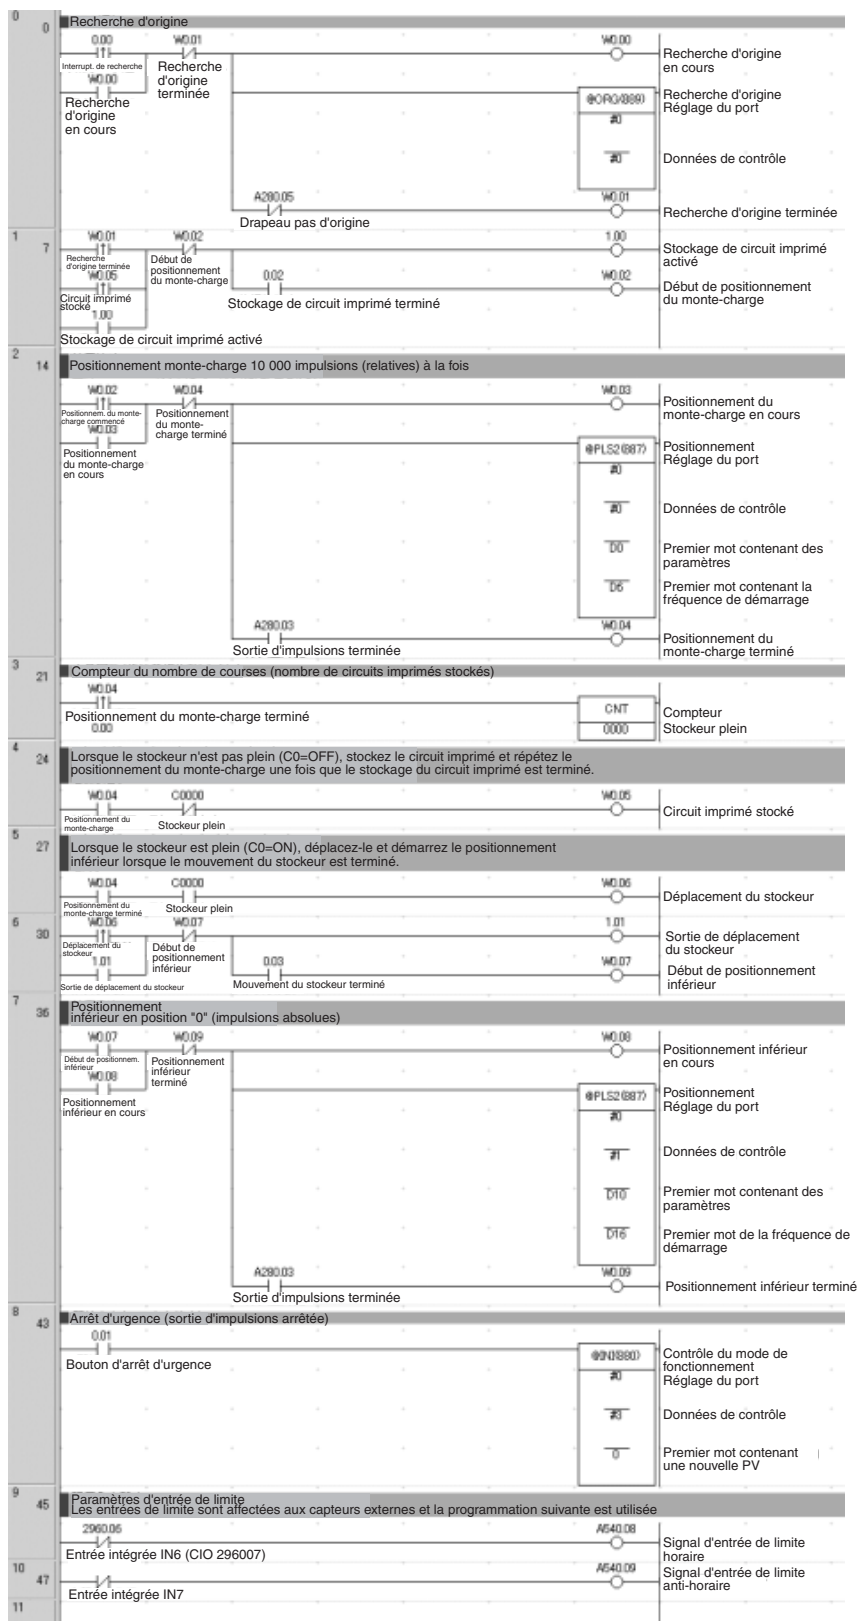 0
0
Recherche d'origine
0.00
W0.01
W0.00
Interrupt. de recherche
Recherche d'origine terminée
Recherche d'origine en cours
W0.00
Recherche d'origine en cours
@ORG(889)
Recherche d'origine
Réglage du port
#0
#0
Données de contrôle
A280.05
W0.01
Drapeau pas d'origine
Recherche d'origine terminée
1
7
W0.01
W0.02
1.00
Recherche d'origine terminée
Début de positionnement du monte-charge
Stockage de circuit imprimé activé
W0.05
0.02
W0.02
Circuit imprimé stocké
Stockage de circuit imprimé terminé
Début de positionnement du monte-charge
1.00
Stockage de circuit imprimé activé
2
14
Positionnement monte-charge 10 000 impulsions (relatives) à la fois
W0.02
W0.04
W0.03
Positionnem. du monte-charge commencé
Positionnement du monte-charge terminé
Positionnement du monte-charge en cours
W0.03
Positionnement du monte-charge en cours
@PLS2(887)
Positionnement
Réglage du port
#0
#0
Données de contrôle
D0
Premier mot contenant des paramètres
D6
Premier mot contenant la fréquence de démarrage
A280.03
W0.04
Sortie d'impulsions terminée
Positionnement du monte-charge terminé
3
21
Compteur du nombre de courses (nombre de circuits imprimés stockés)
W0.04
Positionnement du monte-charge terminé
CNT
Compteur
0.00
0000
Stockeur plein
4
24
Lorsque le stockeur n'est pas plein (C0=OFF), stockez le circuit imprimé et répétez le
positionnement du monte-charge une fois que le stockage du circuit imprimé est terminé.
W0.04
C0000
W0.05
Positionnement du monte-charge
Stockeur plein
Circuit imprimé stocké
5
27
Lorsque le stockeur est plein (C0=ON), déplacez-le et démarrez le positionnement
inférieur lorsque le mouvement du stockeur est terminé.
W0.04
C0000
W0.06
Positionnement du monte-charge terminé
Stockeur plein
Déplacement du stockeur
6
30
W0.06
W0.07
1.01
Déplacement du stockeur
Début de positionnement inférieur
Sortie de déplacement du stockeur
1.01
0.03
W0.07
Sortie de déplacement du stockeur
Mouvement du stockeur terminé
Début de positionnement inférieur
7
36
Positionnement
inférieur en position "0" (impulsions absolues)
W0.07
W0.09
W0.08
Début de positionnem. inférieur
Positionnement inférieur terminé
Positionnement inférieur en cours
W0.08
Positionnement inférieur en cours
@PLS2(887)
Positionnement
Réglage du port
#0
#1
Données de contrôle
D10
Premier mot contenant des paramètres
D16
Premier mot de la fréquence de démarrage
A280.03
W0.09
Sortie d'impulsions terminée
Positionnement inférieur terminé
8
43
Arrêt d'urgence (sortie d'impulsions arrêtée)
0.01
Bouton d'arrêt d'urgence
@INI(880)
Contrôle du mode de fonctionnement
Réglage du port
#0
#3
Données de contrôle
0
Premier mot contenant une nouvelle PV
9
45
Paramètres d'entrée de limite
Les entrées de limite sont affectées aux capteurs externes et la programmation suivante est utilisée
2960.06
A540.08
Entrée intégrée IN6 (CIO 296007)
Signal d'entrée de limite horaire
10
47
A540.09
Entrée intégrée IN7
Signal d'entrée de limite anti-horaire
11